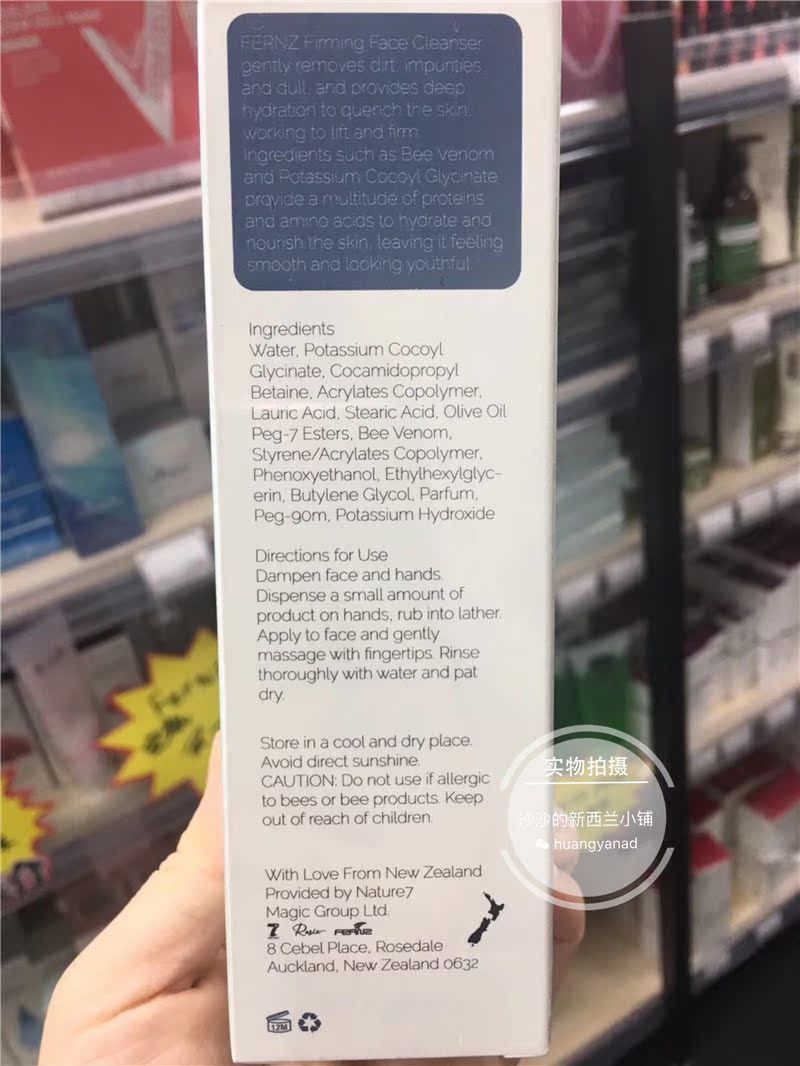 FERNZ Firming Face Cleanser
gently removes dirt, impurities
and dull, and provides deep
hydration to quench the skin,
working to lift and firm.
Ingredients such as Bee Venom
and Potassium Cocoyl Glycinate
provide a multitude of proteins
and amino acids to hydrate and
nourish the skin, leaving it feeling
smooth and looking youthful.
Ingredients
Water, Potassium Cocoyl
Glycinate, Cocamidopropyl
Betaine, Acrylates Copolymer,
Lauric Acid, Stearic Acid, Olive Oil
Peg-7 Esters, Bee Venom,
Styrene/Acrylates Copolymer,
Phenoxyethanol, Ethylhexylglyc-
erin, Butylene Glycol, Parfum,
Peg-90m, Potassium Hydroxide
Directions for Use
Dampen face and hands.
Dispense a small amount of
product on hands, rub into lather.
Apply to face and gently
massage with fingertips. Rinse
thoroughly with water and pat
dry.
Store in a cool and dry place.
Avoid direct sunshine.
CAUTION: Do not use if allergic
to bees or bee products. Keep
out of reach of children.
With Love From New Zealand
Provided by Nature7
Magic Group Ltd.
7 FERNZ
8 Cebel Place, Rosedale
Auckland, New Zealand 0632
12M
实物拍摄
沙沙的新西兰小铺
huangyanad
Fernz